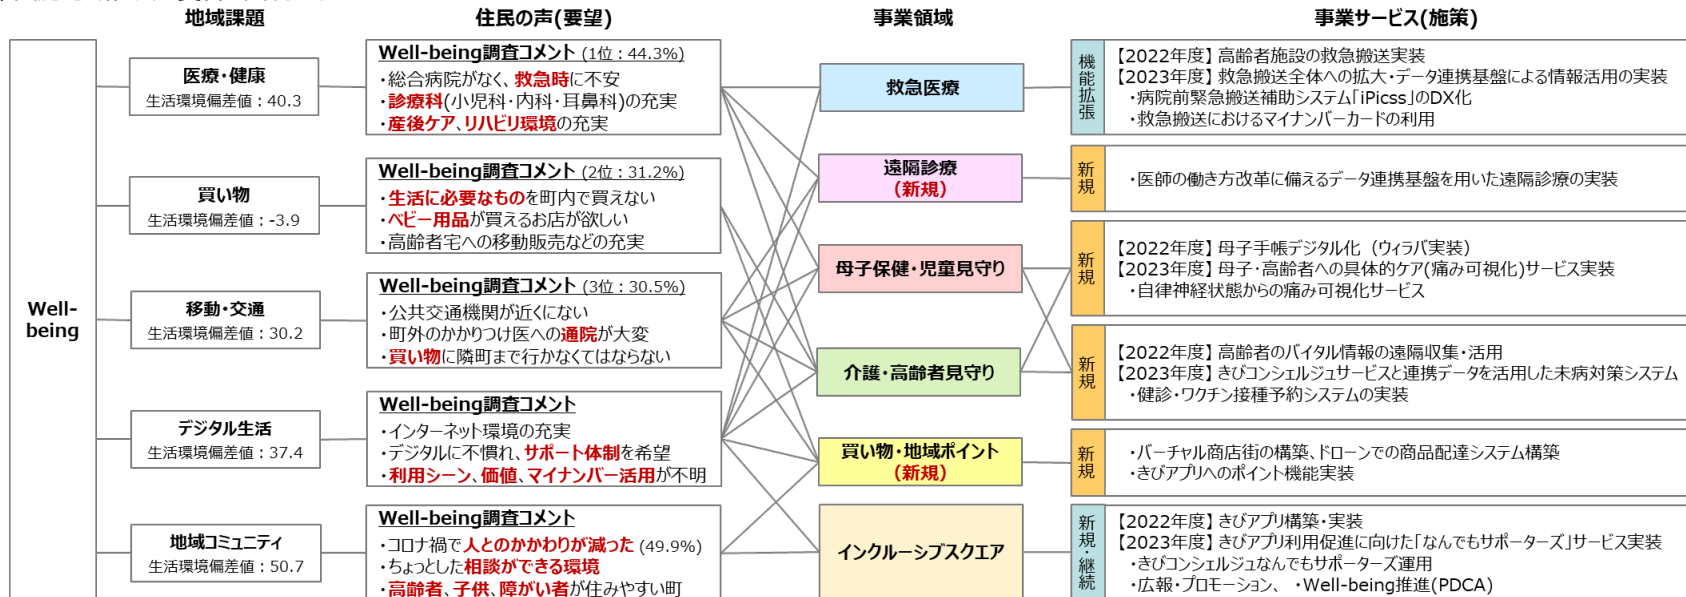 地域課題
住民の声(要望)
事業領域
事業サービス(施策)
Well-
being
医療・健康
生活環境偏差値：40.3
買い物
生活環境偏差値：-3.9
移動・交通
生活環境偏差値：30.2
デジタル生活
生活環境偏差値：37.4
地域コミュニティ
生活環境偏差値：50.7
Well-being調査コメント (1位：44.3%)
・総合病院がなく、救急時に不安
・診療科(小児科・内科・耳鼻科)の充実
・産後ケア、リハビリ環境の充実
Well-being調査コメント (2位：31.2%)
・生活に必要なものを町内で買えない
・ベビー用品が買えるお店が欲しい
・高齢者宅への移動販売などの充実
Well-being調査コメント (3位：30.5%)
・公共交通機関が近くにない
・町外のかかりつけ医への通院が大変
・買い物に隣町まで行かなくてはならない
Well-being調査コメント
・インターネット環境の充実
・デジタルに不慣れ、サポート体制を希望
・利用シーン、価値、マイナンバー活用が不明
Well-being調査コメント
・コロナ禍で人とのかかわりが減った (49.9%)
・ちょっとした相談ができる環境
・高齢者、子供、障がい者が住みやすい町
救急医療
遠隔診療
(新規)
母子保健・児童見守り
介護・高齢者見守り
買い物・地域ポイント
(新規)
インクルーシブスクエア
機能拡張
【2022年度】高齢者施設の救急搬送実装
【2023年度】救急搬送全体への拡大・データ連携基盤による情報活用の実装
・病院前緊急搬送補助システム「iPicss」のDX化
・救急搬送におけるマイナンバーカードの利用
新規
・医師の働き方改革に備えるデータ連携基盤を用いた遠隔診療の実装
新規
【2022年度】母子手帳デジタル化（ウィラバ実装）
【2023年度】母子・高齢者への具体的ケア(痛み可視化)サービス実装
・自律神経状態からの痛み可視化サービス
新規
【2022年度】高齢者のバイタル情報の遠隔収集・活用
【2023年度】きびコンシェルジュサービスと連携データを活用した未病対策システム
・健診・ワクチン接種予約システムの実装
新規
・バーチャル商店街の構築、ドローンでの商品配達システム構築
・きびアプリへのポイント機能実装
新規・継続
【2022年度】きびアプリ構築・実装
【2023年度】きびアプリ利用促進に向けた「なんでもサポーターズ」サービス実装
・きびコンシェルジュなんでもサポーターズ運用
・広報・プロモーション、 ・Well-being推進(PDCA)